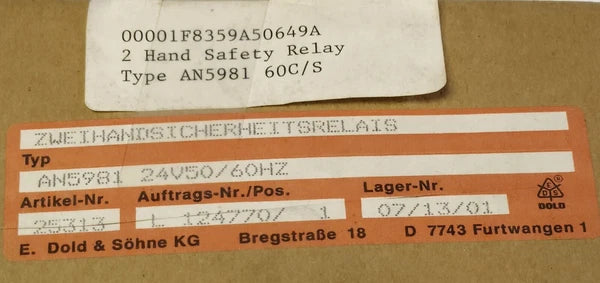 00001F8359A50649A
2 Hand Safety Relay
Type AN5981 60C/S
ZWEIHANDSICHERHEITSRELAIS
Typ
AN5981 24V50/60HZ
Artikel-Nr. Auftrags-Nr./Pos. Lager-Nr.
25313 L 124770/ 1 07/13/01
DOLD
E. Dold & Söhne KG Bregstraße 18 D 7743 Furtwangen 1